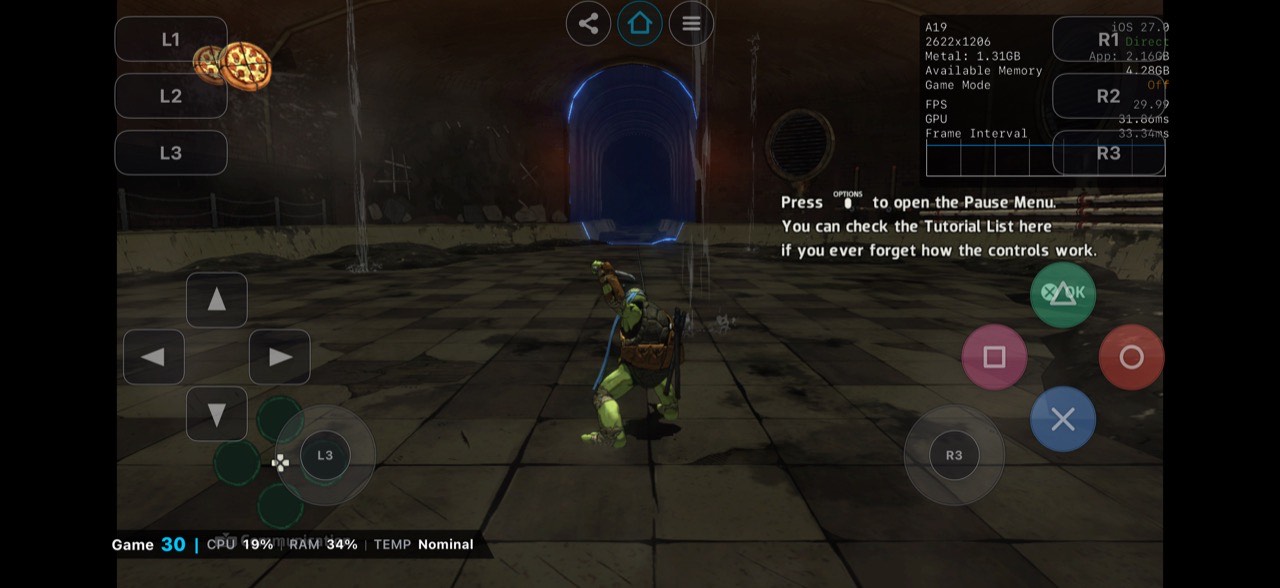 L1
L2
L3
A19 iOS 27.0
2622x1206 Direct
Metal: 1.31GB App: 2.16GB
Available Memory 4.28GB
Game Mode Off
FPS 29.99
GPU 31.86ms
Frame Interval 33.34ms
R1
R2
R3
Press OPTIONS to open the Pause Menu.
You can check the Tutorial List here
if you ever forget how the controls work.
OK
L3
R3
Game 30 | CPU 19% | RAM 34% | TEMP Nominal